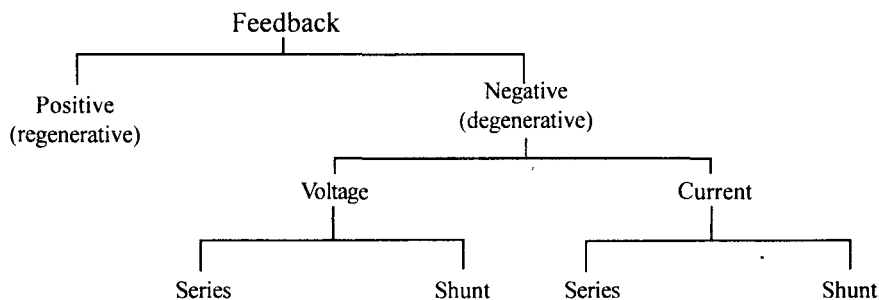 Feedback
Positive
(regenerative)
Negative
(degenerative)
Voltage
Current
Series
Shunt
Series
Shunt